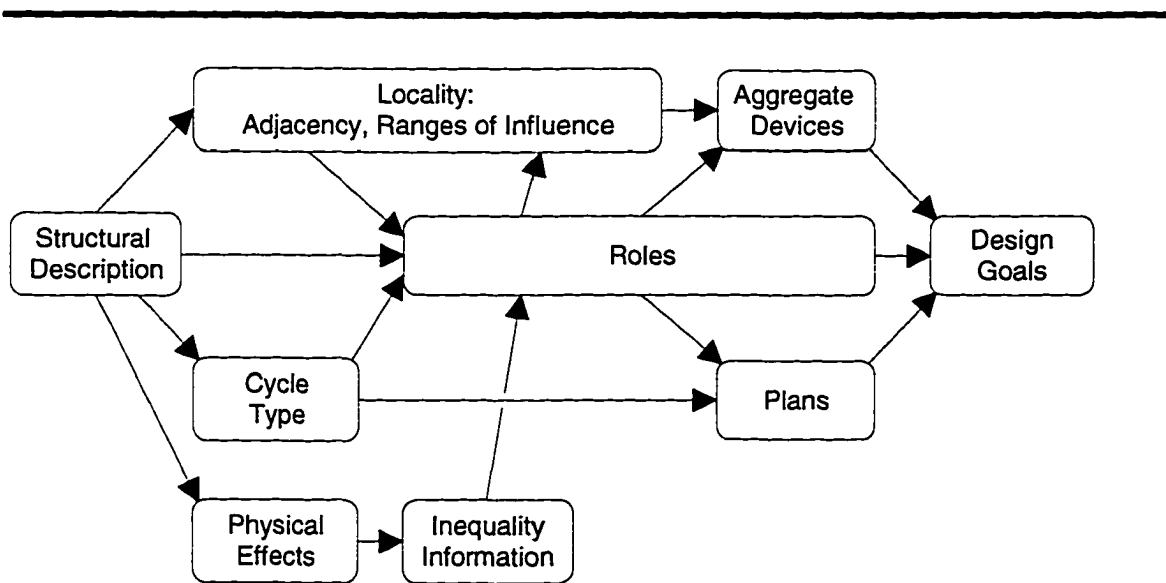 Locality:
Adjacency, Ranges of Influence
Aggregate
Devices
Structural
Description
Roles
Design
Goals
Cycle
Type
Plans
Physical
Effects
Inequality
Information